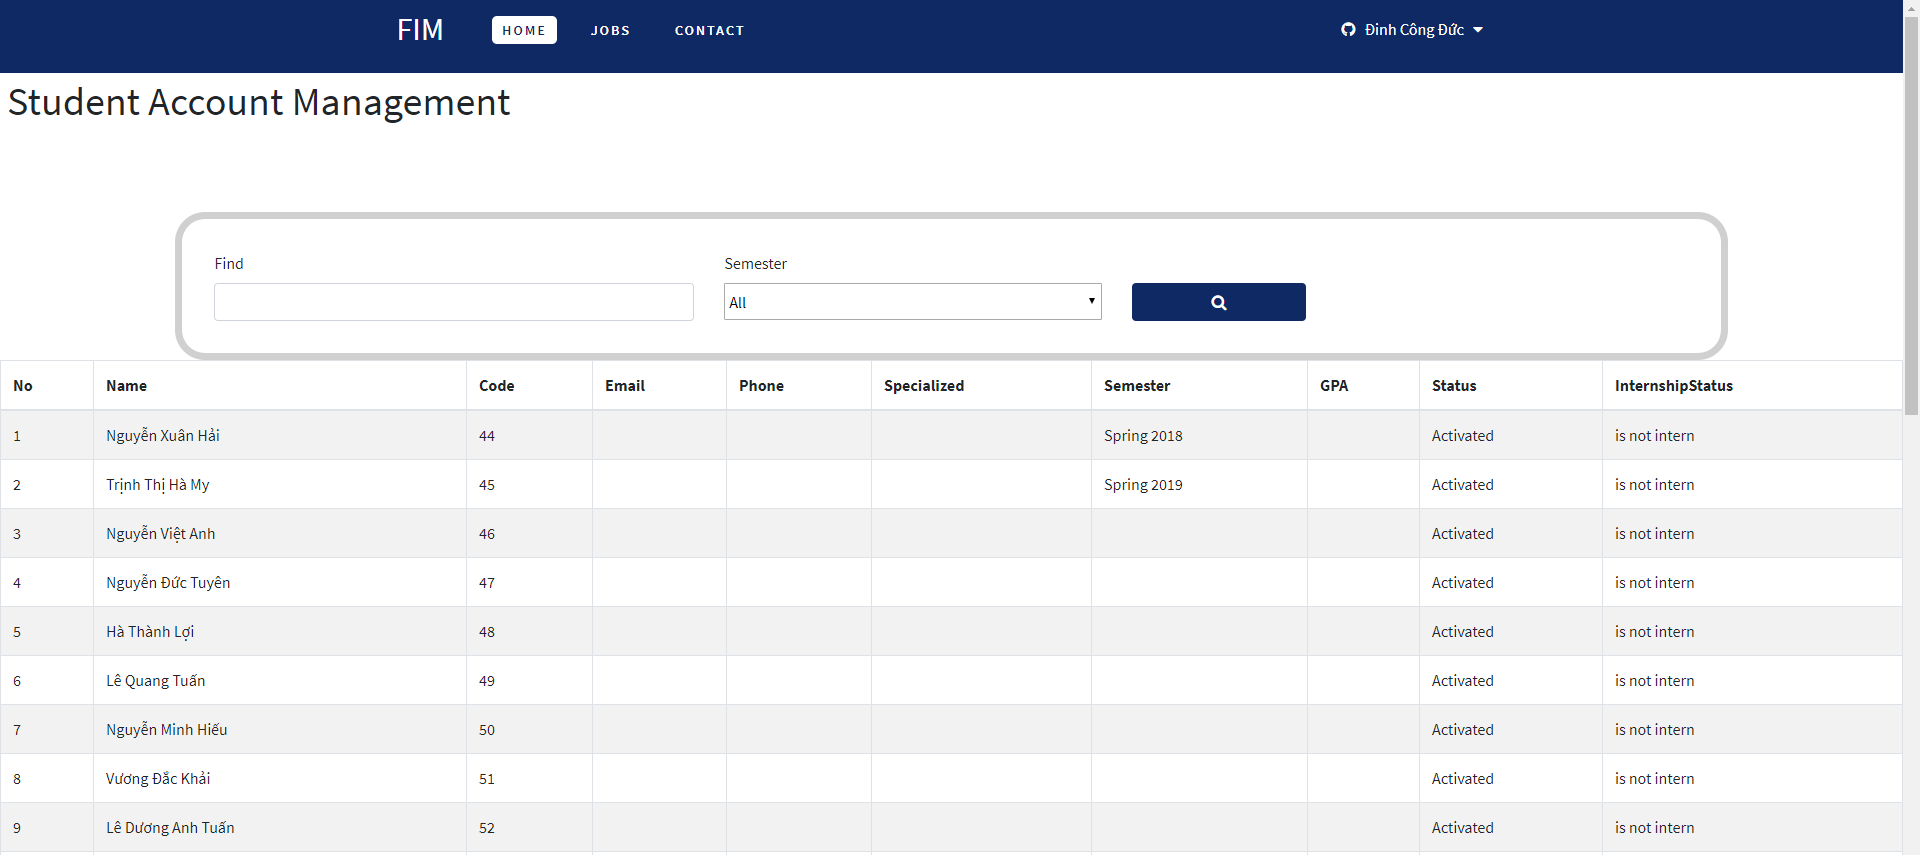 FIM HOME JOBS CONTACT Đinh Công Đức
Student Account Management
Find Semester
All
No Name Code Email Phone Specialized Semester GPA Status InternshipStatus
1 Nguyễn Xuân Hải 44 Spring 2018 Activated is not intern
2 Trịnh Thị Hà My 45 Spring 2019 Activated is not intern
3 Nguyễn Việt Anh 46 Activated is not intern
4 Nguyễn Đức Tuyên 47 Activated is not intern
5 Hà Thành Lợi 48 Activated is not intern
6 Lê Quang Tuấn 49 Activated is not intern
7 Nguyễn Minh Hiếu 50 Activated is not intern
8 Vương Đắc Khải 51 Activated is not intern
9 Lê Dương Anh Tuấn 52 Activated is not intern